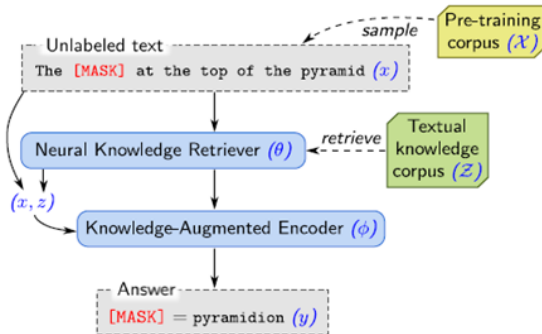 Unlabeled text
The [MASK] at the top of the pyramid (x)
sample
Pre-training
corpus (X)
Neural Knowledge Retriever (θ)
retrieve
Textual
knowledge
corpus (Z)
(x, z)
Knowledge-Augmented Encoder (ϕ)
Answer
[MASK] = pyramidion (y)